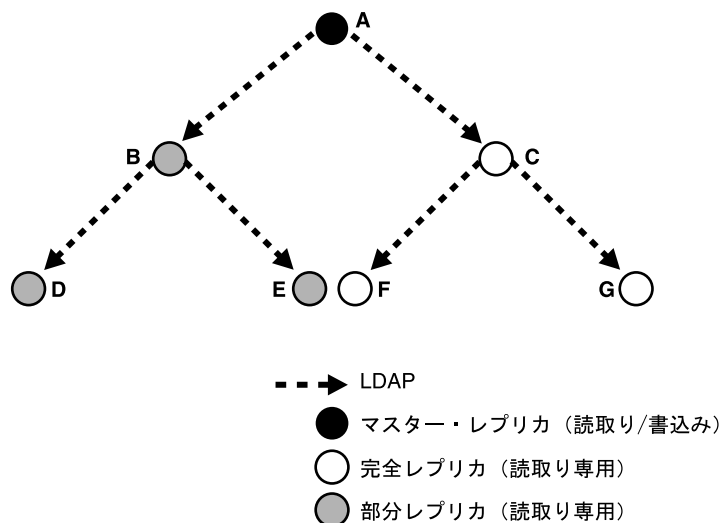 A
B
C
D
E
F
G
LDAP
マスター・レプリカ（読取り/書込み）
完全レプリカ（読取り専用）
部分レプリカ（読取り専用）